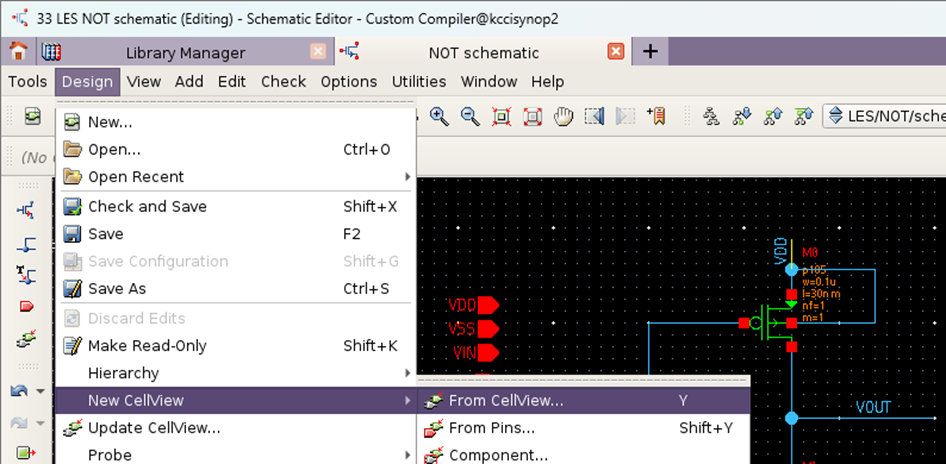 33 LES NOT schematic (Editing) - Schematic Editor - Custom Compiler@kccisynop2
Library Manager NOT schematic
Tools Design View Add Edit Check Options Utilities Window Help
New...
LES/NOT/sche
(No
Open... Ctrl+O
Open Recent
Check and Save Shift+X
Save F2
Save Configuration Shift+G
Save As Ctrl+S
Discard Edits
Make Read-Only Shift+K
Hierarchy
New CellView
Update CellView...
Probe
From CellView... Y
From Pins... Shift+Y
Component...
VDD
VSS
VIN
VDD
M0
p105
w=0.1u
l=30n m
nf=1
m=1
VOUT